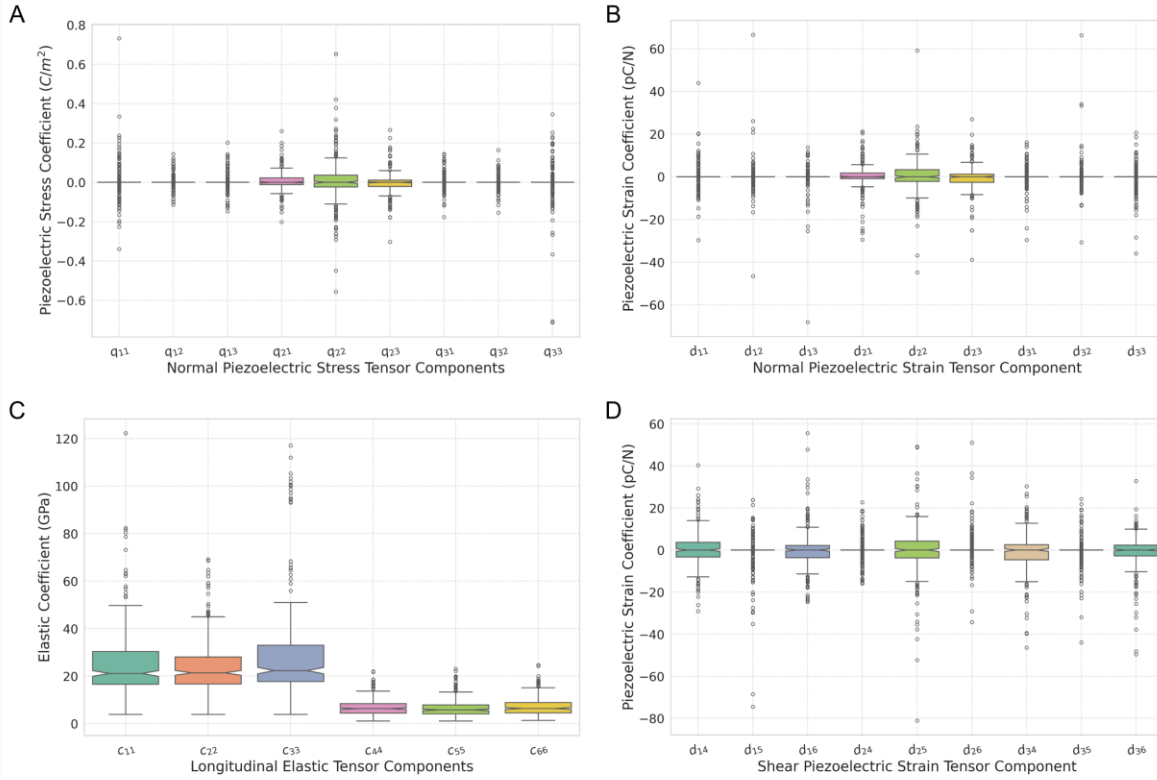 A
Piezoelectric Stress Coefficient (C/m²)
0.8
0.6
0.4
0.2
0.0
−0.2
−0.4
−0.6
q₁₁ q₁₂ q₁₃ q₂₁ q₂₂ q₂₃ q₃₁ q₃₂ q₃₃
Normal Piezoelectric Stress Tensor Components
B
Piezoelectric Strain Coefficient (pC/N)
60
40
20
0
−20
−40
−60
d₁₁ d₁₂ d₁₃ d₂₁ d₂₂ d₂₃ d₃₁ d₃₂ d₃₃
Normal Piezoelectric Strain Tensor Component
C
Elastic Coefficient (GPa)
120
100
80
60
40
20
0
c₁₁ c₂₂ c₃₃ c₄₄ c₅₅ c₆₆
Longitudinal Elastic Tensor Components
D
Piezoelectric Strain Coefficient (pC/N)
60
40
20
0
−20
−40
−60
−80
d₁₄ d₁₅ d₁₆ d₂₄ d₂₅ d₂₆ d₃₄ d₃₅ d₃₆
Shear Piezoelectric Strain Tensor Component